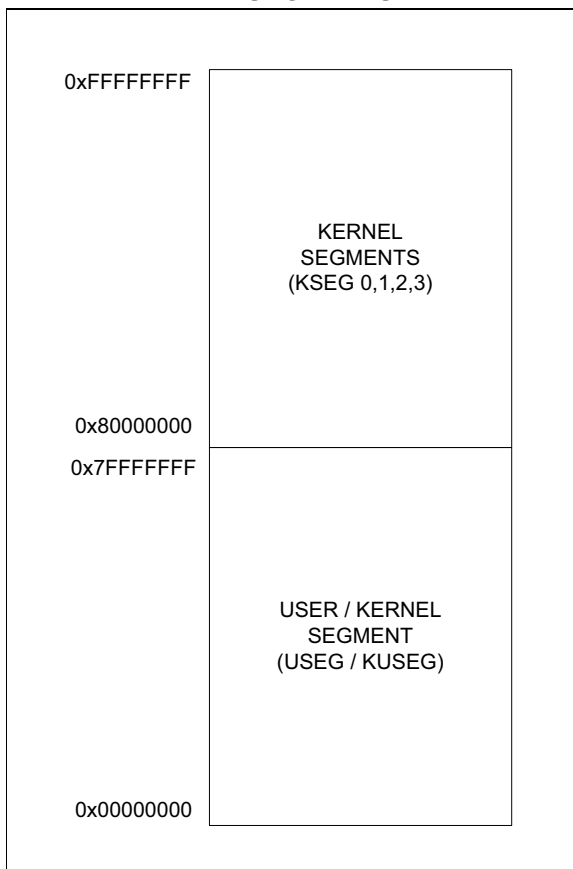 0xFFFFFFFF
KERNEL
SEGMENTS
(KSEG 0,1,2,3)
0x80000000
0x7FFFFFFF
USER / KERNEL
SEGMENT
(USEG / KUSEG)
0x00000000